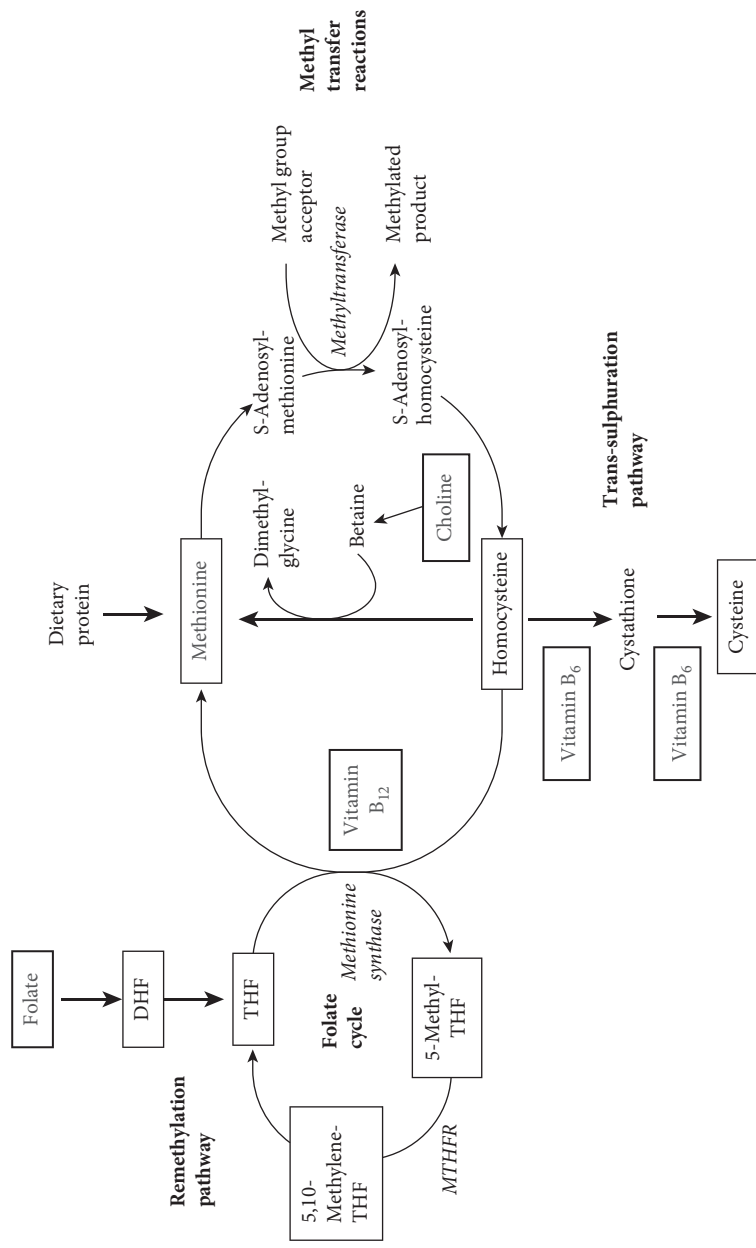 Remethylation
pathway
Folate
DHF
THF
5,10-
Methylene-
THF
MTHFR
5-Methyl-
THF
Folate
cycle
Methionine
synthase
Vitamin
B12
Dietary
protein
Methionine
Dimethyl-
glycine
Betaine
Choline
Homocysteine
S-Adenosyl-
methionine
Methyltransferase
S-Adenosyl-
homocysteine
Methyl group
acceptor
Methylated
product
Methyl
transfer
reactions
Vitamin B6
Cystathione
Vitamin B6
Cysteine
Trans-sulphuration
pathway